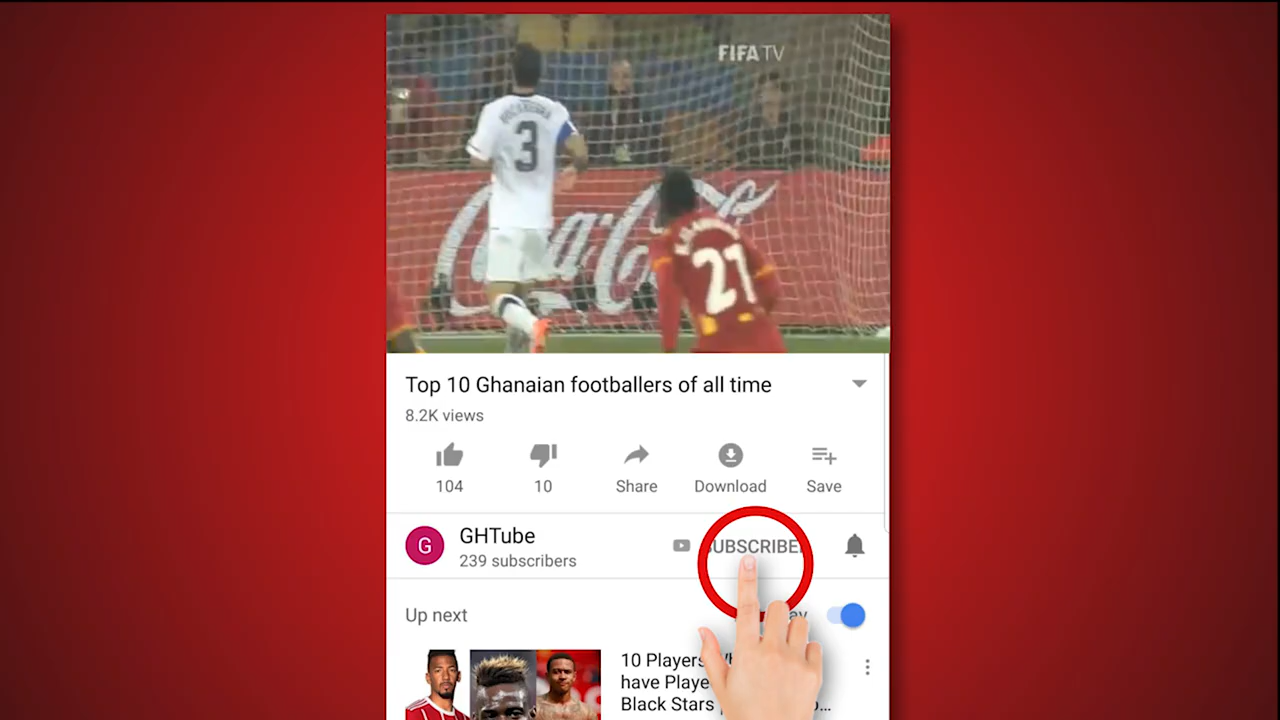 FIFA TV
3
Coca-Cola
21
Top 10 Ghanaian footballers of all time
8.2K views
104
10
Share
Download
Save
G
GHTube
239 subscribers
SUBSCRIBE
Up next
10 Players
have Playe
Black Stars